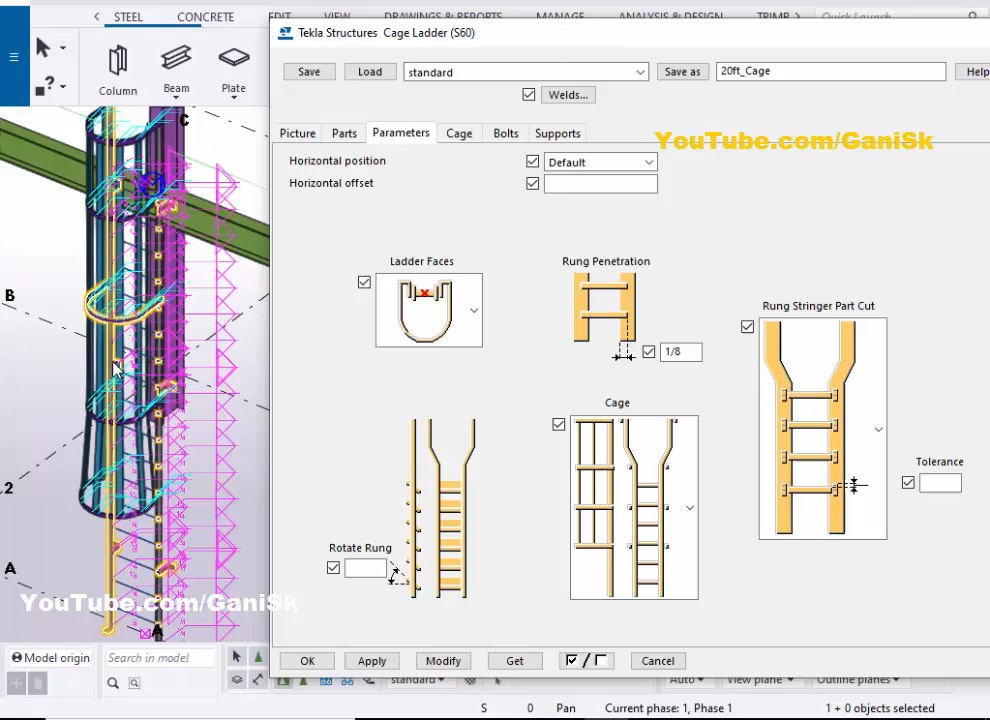 STEEL
CONCRETE
EDIT
VIEW
DRAWINGS & REPORTS
MANAGE
ANALYSIS & DESIGN
TRIMB
Quick Launch
Tekla Structures Cage Ladder (S60)
Save
Load
standard
Save as
20ft_Cage
Help
Welds...
Column
Beam
Plate
Picture
Parts
Parameters
Cage
Bolts
Supports
YouTube.com/GaniSk
Horizontal position
Default
Horizontal offset
C
B
2
A
A
Ladder Faces
Rung Penetration
1/8
Rung Stringer Part Cut
Cage
Tolerance
Rotate Rung
YouTube.com/GaniSk
OK
Apply
Modify
Get
/
Cancel
Model origin
Search in model
standard
Auto
View plane
Outline planes
S
0
Pan
Current phase: 1, Phase 1
1 + 0 objects selected